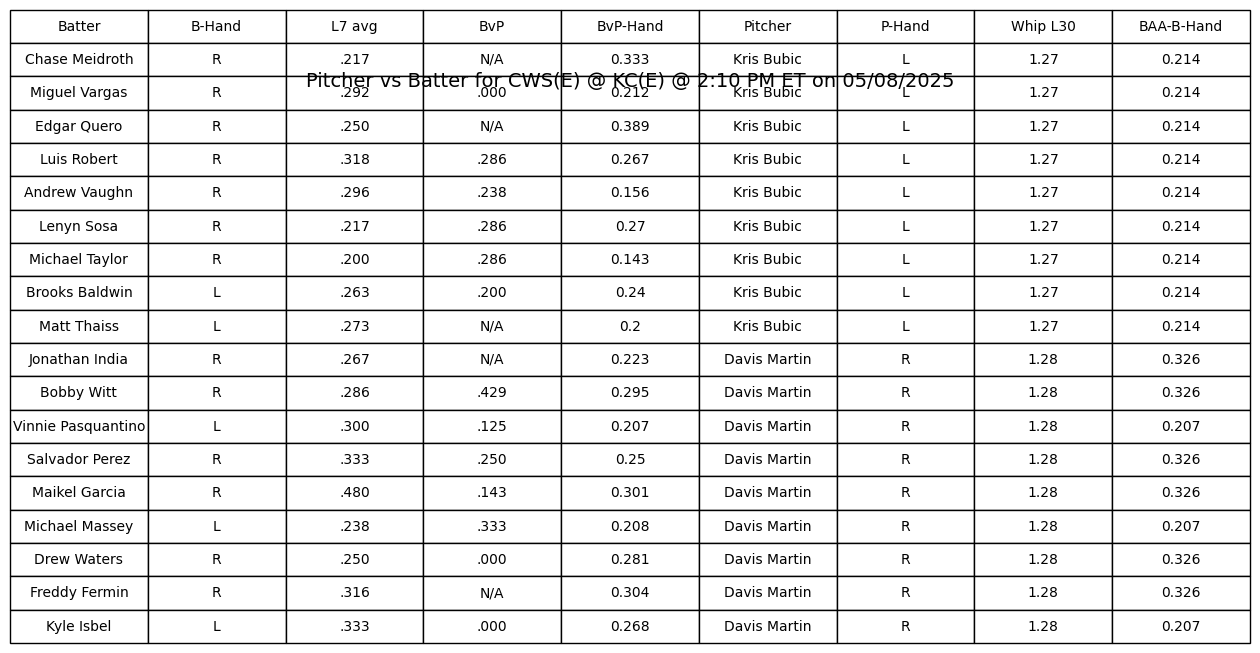 Batter B-Hand L7 avg BvP BvP-Hand Pitcher P-Hand Whip L30 BAA-B-Hand
Chase Meidroth R .217 N/A 0.333 Kris Bubic L 1.27 0.214
Pitcher vs Batter for CWS(E) @ KC(E) @ 2:10 PM ET on 05/08/2025
Miguel Vargas R .292 .000 0.212 Kris Bubic L 1.27 0.214
Edgar Quero R .250 N/A 0.389 Kris Bubic L 1.27 0.214
Luis Robert R .318 .286 0.267 Kris Bubic L 1.27 0.214
Andrew Vaughn R .296 .238 0.156 Kris Bubic L 1.27 0.214
Lenyn Sosa R .217 .286 0.27 Kris Bubic L 1.27 0.214
Michael Taylor R .200 .286 0.143 Kris Bubic L 1.27 0.214
Brooks Baldwin L .263 .200 0.24 Kris Bubic L 1.27 0.214
Matt Thaiss L .273 N/A 0.2 Kris Bubic L 1.27 0.214
Jonathan India R .267 N/A 0.223 Davis Martin R 1.28 0.326
Bobby Witt R .286 .429 0.295 Davis Martin R 1.28 0.326
Vinnie Pasquantino L .300 .125 0.207 Davis Martin R 1.28 0.207
Salvador Perez R .333 .250 0.25 Davis Martin R 1.28 0.326
Maikel Garcia R .480 .143 0.301 Davis Martin R 1.28 0.326
Michael Massey L .238 .333 0.208 Davis Martin R 1.28 0.207
Drew Waters R .250 .000 0.281 Davis Martin R 1.28 0.326
Freddy Fermin R .316 N/A 0.304 Davis Martin R 1.28 0.326
Kyle Isbel L .333 .000 0.268 Davis Martin R 1.28 0.207